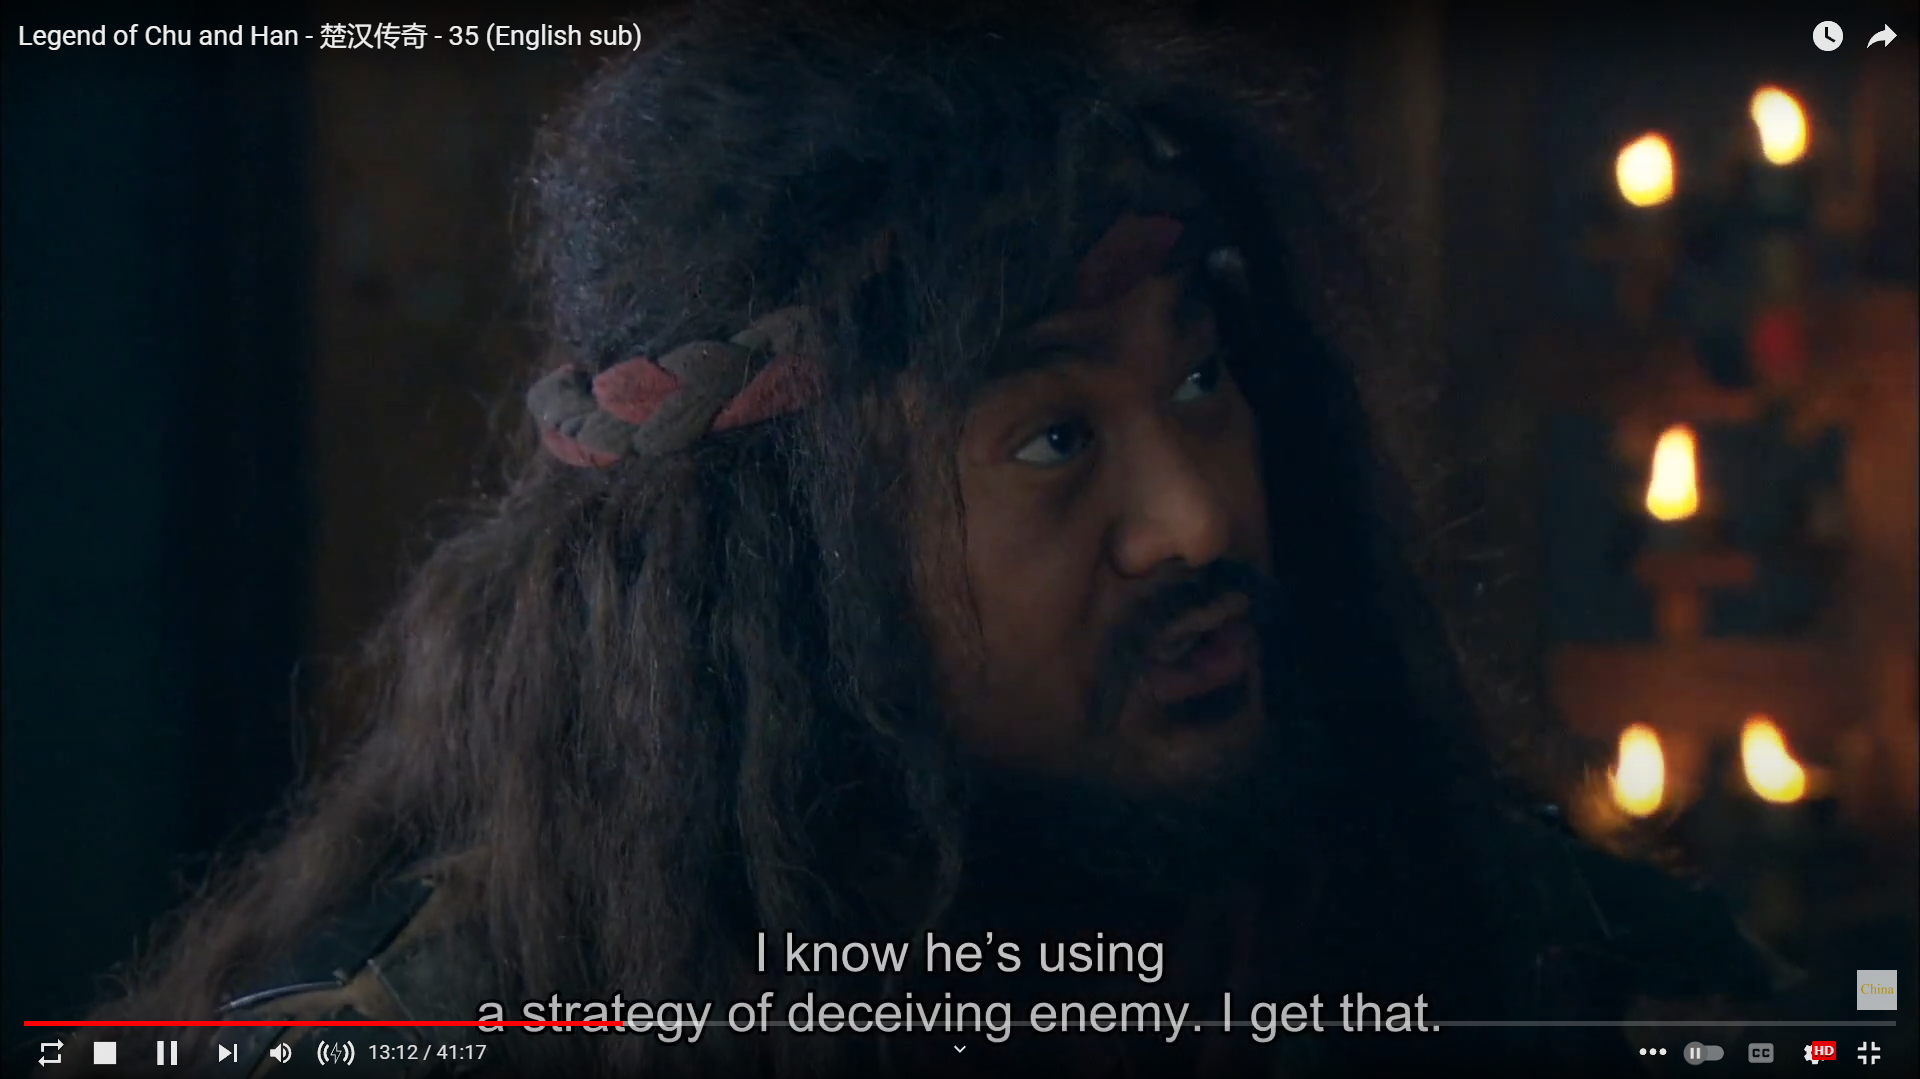 Legend of Chu and Han - 楚汉传奇 - 35 (English sub)
I know he’s using
a strategy of deceiving enemy. I get that.
China
13:12 / 41:17
CC
HD